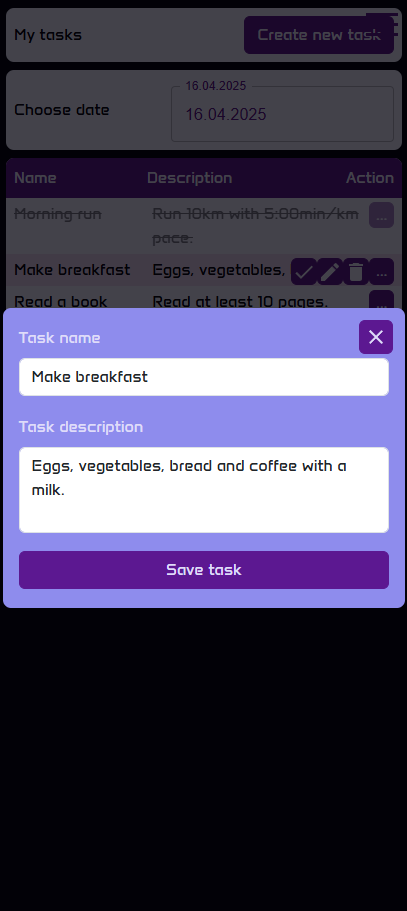 My tasks
Create new task
16.04.2025
Choose date
16.04.2025
Name Description Action
Morning run Run 10km with 5:00min/km ...
pace.
Make breakfast Eggs, vegetables, ...
Read a book Read at least 10 pages. ...
Task name
Make breakfast
Task description
Eggs, vegetables, bread and coffee with a
milk.
Save task